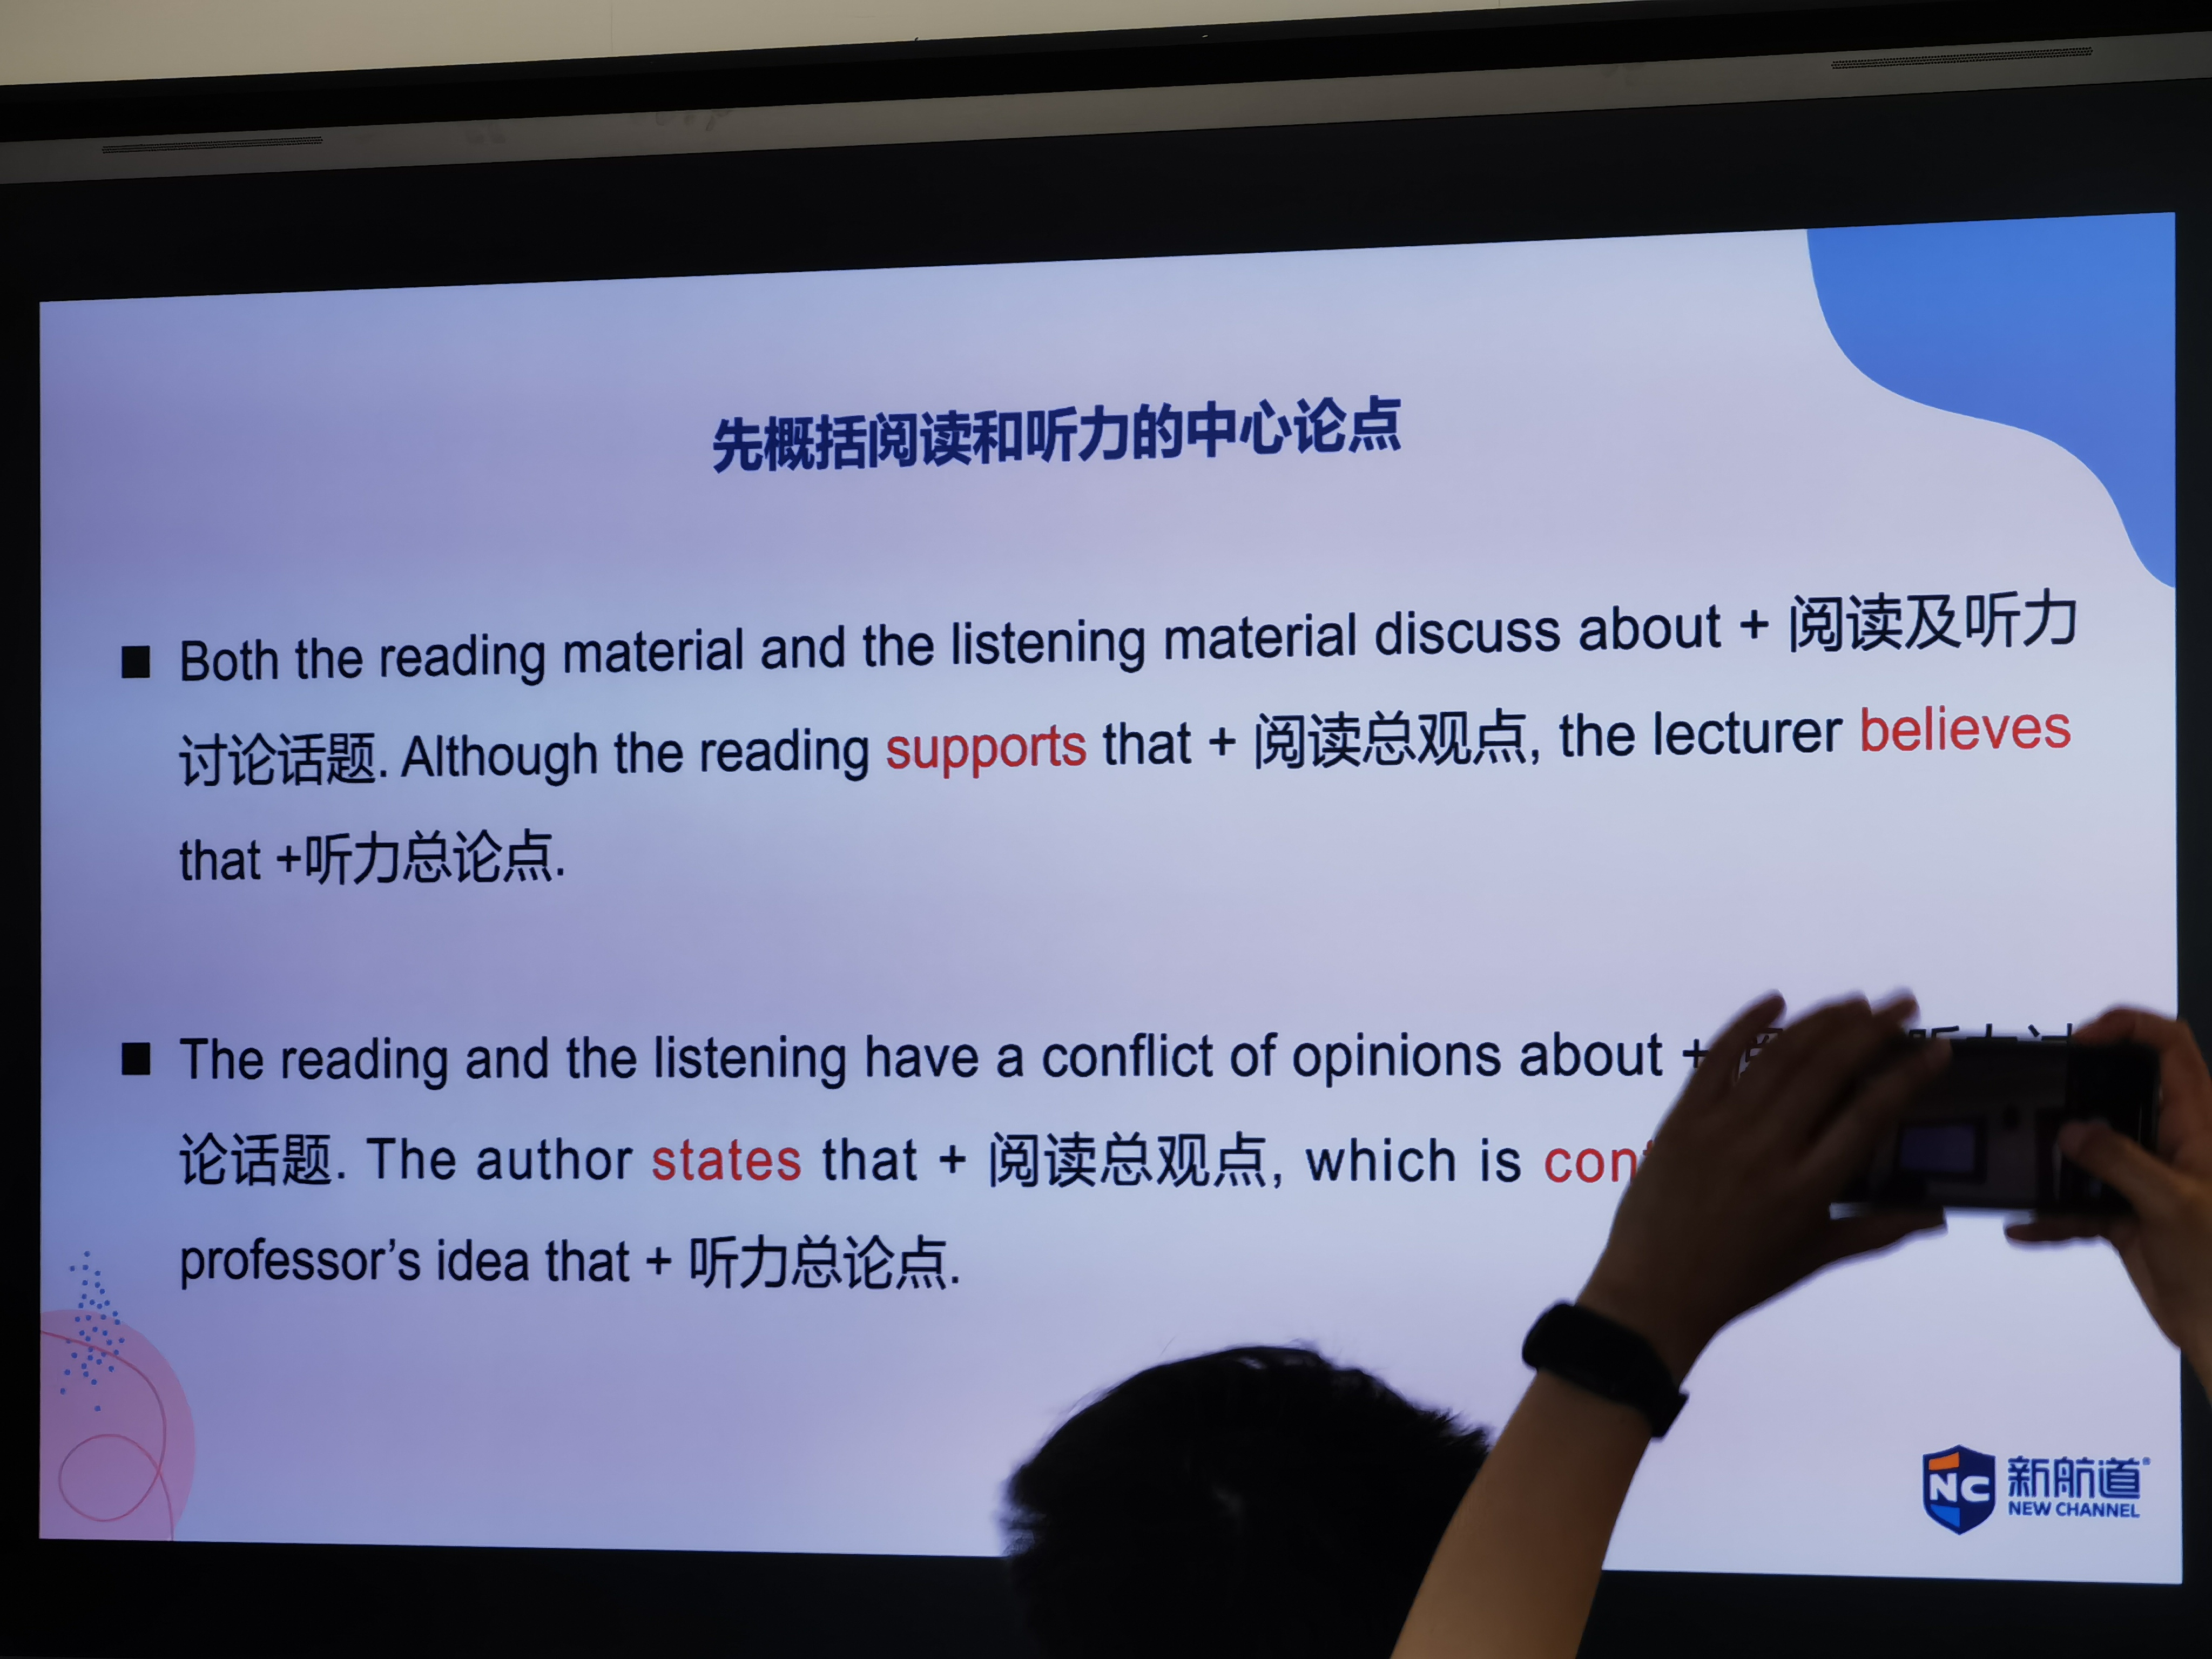 先概括阅读和听力的中心论点
■ Both the reading material and the listening material discuss about + 阅读及听力
讨论话题. Although the reading supports that + 阅读总观点, the lecturer believes
that +听力总论点.
■ The reading and the listening have a conflict of opinions about +
论话题. The author states that + 阅读总观点, which is
professor's idea that + 听力总论点.
NC 新航道®
NEW CHANNEL